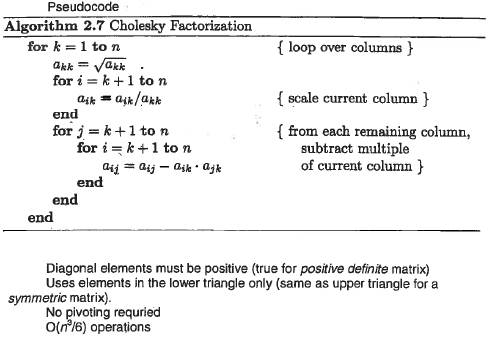 Pseudocode
Algorithm 2.7 Cholesky Factorization
for k = 1 to n { loop over columns }
a_kk = √a_kk .
for i = k + 1 to n
a_ik = a_ik/a_kk { scale current column }
end
for j = k + 1 to n { from each remaining column,
for i = k + 1 to n subtract multiple
a_ij = a_ij − a_ik · a_jk of current column }
end
end
end
Diagonal elements must be positive (true for positive definite matrix)
Uses elements in the lower triangle only (same as upper triangle for a
symmetric matrix).
No pivoting requried
O(n³/6) operations